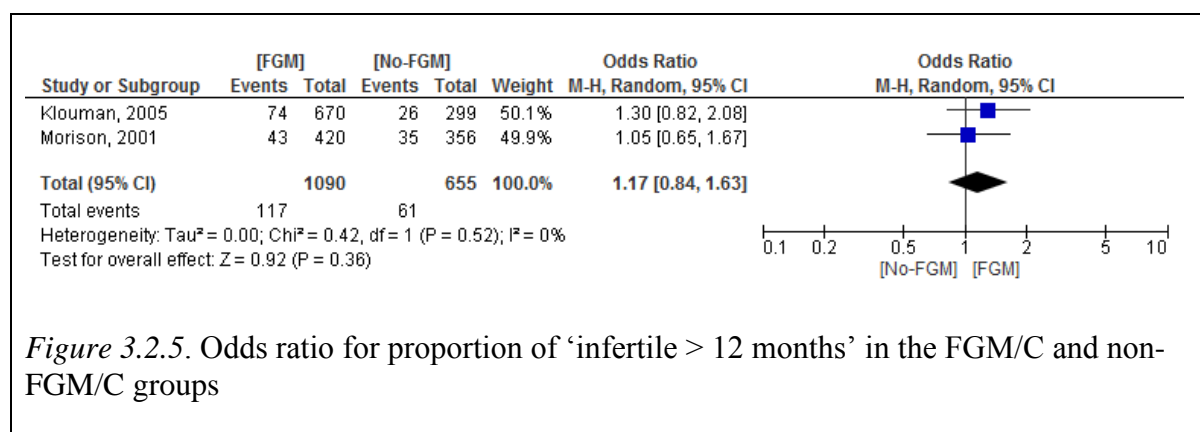 [FGM] [No-FGM] Odds Ratio Odds Ratio
Study or Subgroup Events Total Events Total Weight M-H, Random, 95% CI M-H, Random, 95% CI
Klouman, 2005 74 670 26 299 50.1% 1.30 [0.82, 2.08]
Morison, 2001 43 420 35 356 49.9% 1.05 [0.65, 1.67]
Total (95% CI) 1090 655 100.0% 1.17 [0.84, 1.63]
Total events 117 61
Heterogeneity: Tau² = 0.00; Chi² = 0.42, df = 1 (P = 0.52); I² = 0%
Test for overall effect: Z = 0.92 (P = 0.36)
0.1 0.2 0.5 1 2 5 10
[No-FGM] [FGM]
Figure 3.2.5. Odds ratio for proportion of ‘infertile > 12 months’ in the FGM/C and non-
FGM/C groups